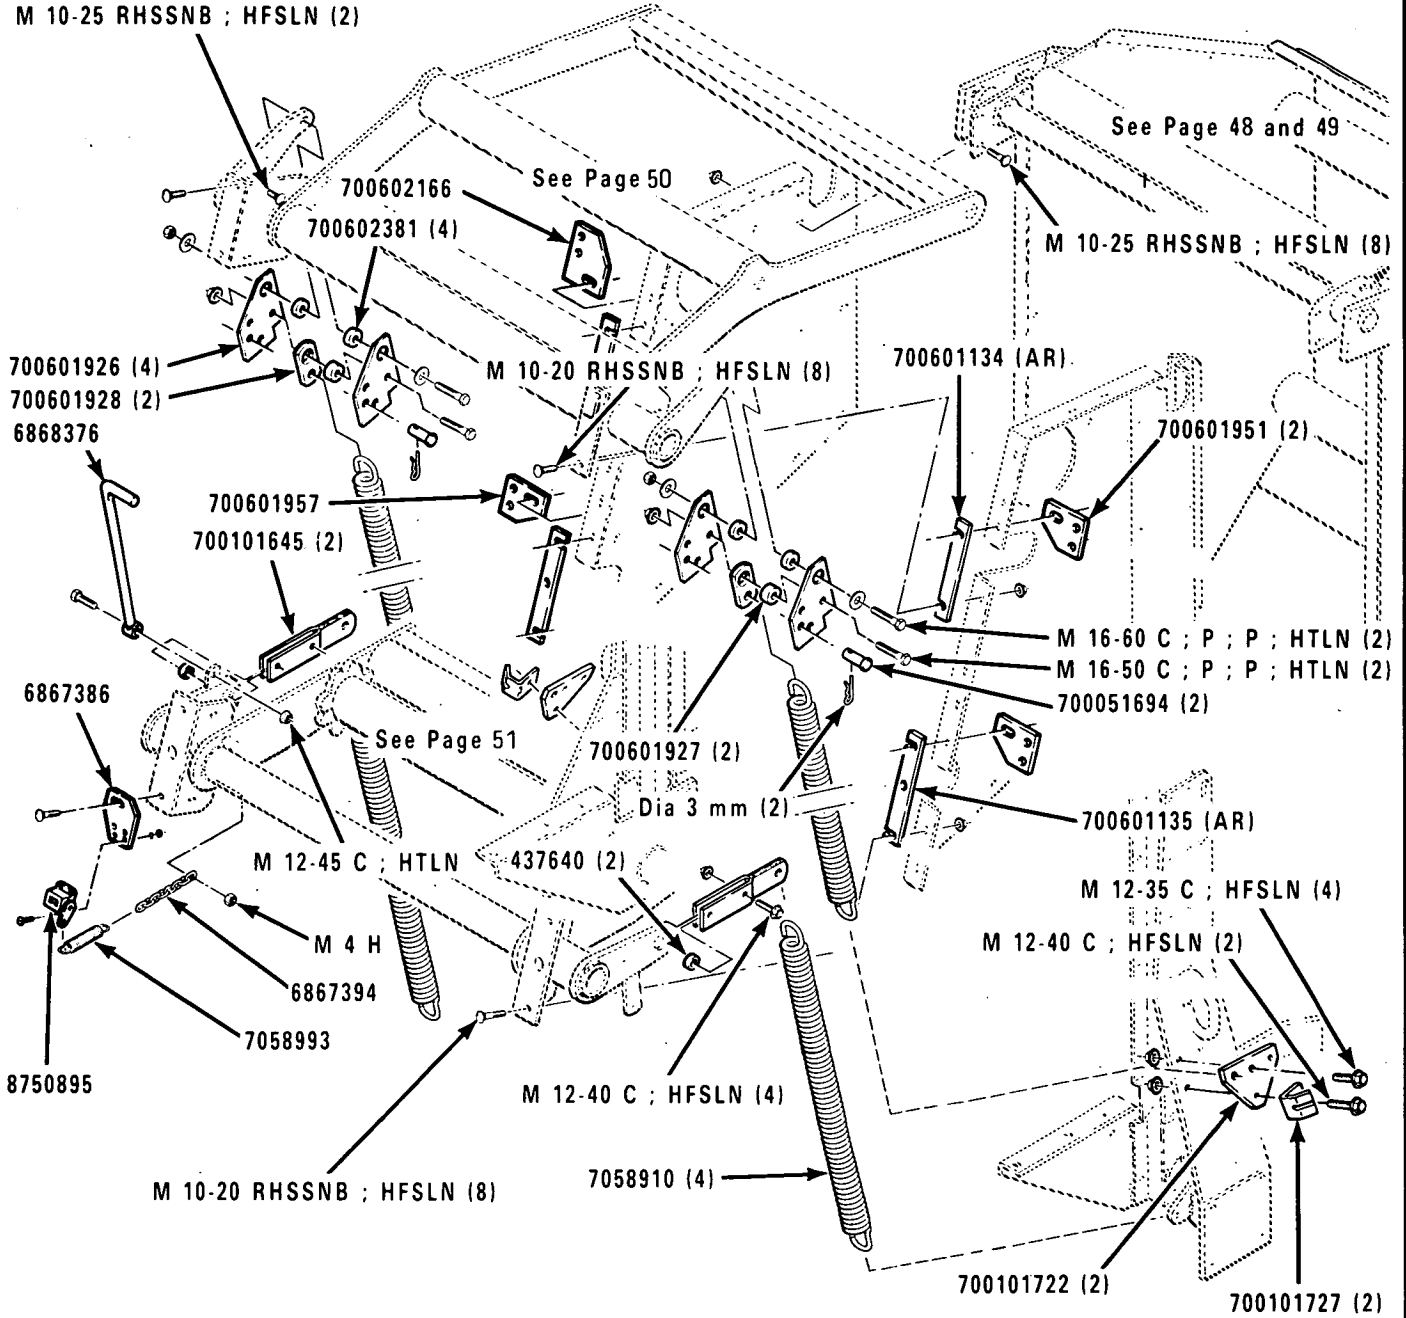 M 10-25 RHSSNB ; HFSLN (2)
See Page 48 and 49
See Page 50
700602166
700602381 (4)
M 10-25 RHSSNB ; HFSLN (8)
700601926 (4)
700601928 (2)
M 10-20 RHSSNB ; HFSLN (8)
700601134 (AR)
6868376
700601951 (2)
700601957
700101645 (2)
M 16-60 C ; P ; P ; HTLN (2)
M 16-50 C ; P ; P ; HTLN (2)
6867386
700051694 (2)
See Page 51
700601927 (2)
Dia 3 mm (2)
700601135 (AR)
M 12-45 C ; HTLN
437640 (2)
M 12-35 C ; HFSLN (4)
M 4 H
M 12-40 C ; HFSLN (2)
6867394
7058993
8750895
M 12-40 C ; HFSLN (4)
M 10-20 RHSSNB ; HFSLN (8)
7058910 (4)
700101722 (2)
700101727 (2)